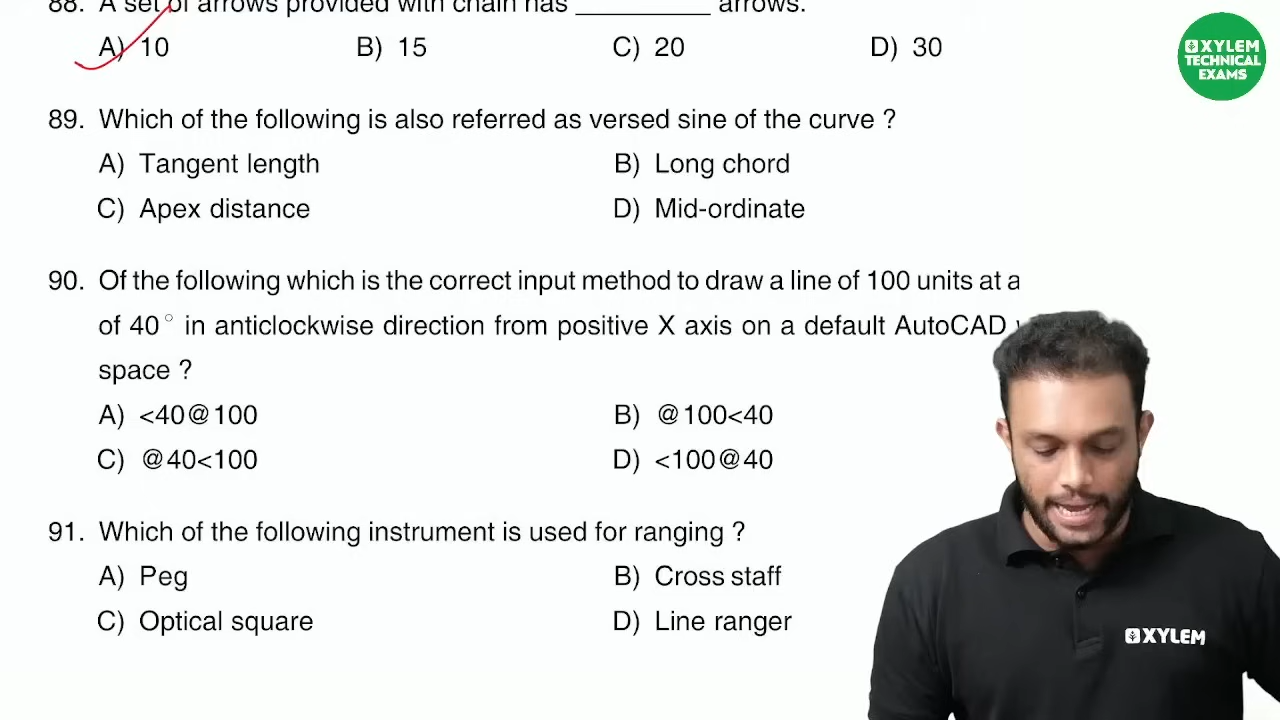 88. A set of arrows provided with chain has _________ arrows.
A) 10 B) 15 C) 20 D) 30
XYLEM
TECHNICAL
EXAMS
89. Which of the following is also referred as versed sine of the curve ?
A) Tangent length B) Long chord
C) Apex distance D) Mid-ordinate
90. Of the following which is the correct input method to draw a line of 100 units at a
of 40° in anticlockwise direction from positive X axis on a default AutoCAD
space ?
A) <40@100 B) @100<40
C) @40<100 D) <100@40
91. Which of the following instrument is used for ranging ?
A) Peg B) Cross staff
C) Optical square D) Line ranger
XYLEM